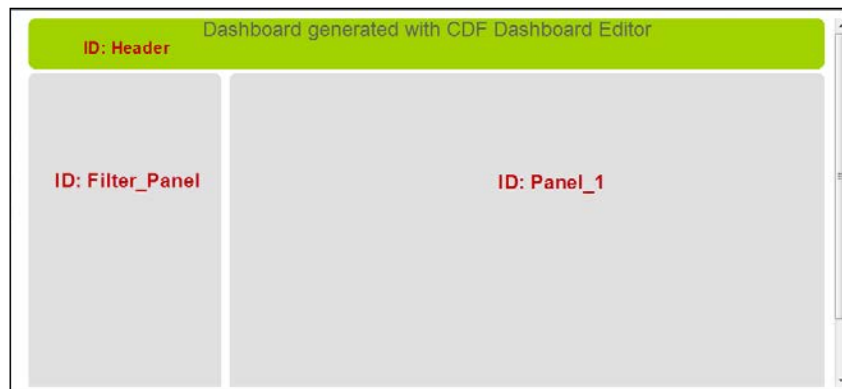 Dashboard generated with CDF Dashboard Editor
ID: Header
ID: Filter_Panel
ID: Panel_1